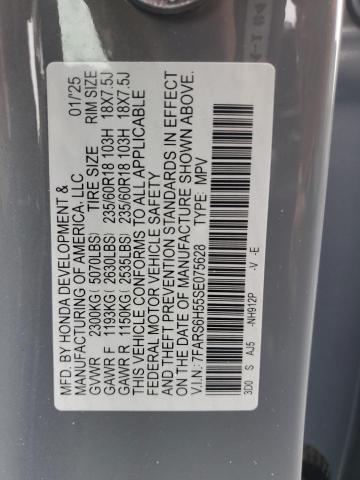 MFD. BY HONDA DEVELOPMENT &
MANUFACTURING OF AMERICA, LLC 01/'25
GVWR 2300KG(5070LBS) TIRE SIZE RIM SIZE
GAWR F 1193KG(2630LBS) 235/60R18 103H 18X7.5J
GAWR R 1150KG(2535LBS) 235/60R18 103H 18X7.5J
THIS VEHICLE CONFORMS TO ALL APPLICABLE
FEDERAL MOTOR VEHICLE SAFETY
THEFT PREVENTION STANDARDS IN EFFECT
ON THE DATE OF MANUFACTURE SHOWN ABOVE.
V.I.N.:7FARS6H55SE075628 TYPE: MPV
3D0 S AJ5 -NH912P -V -E